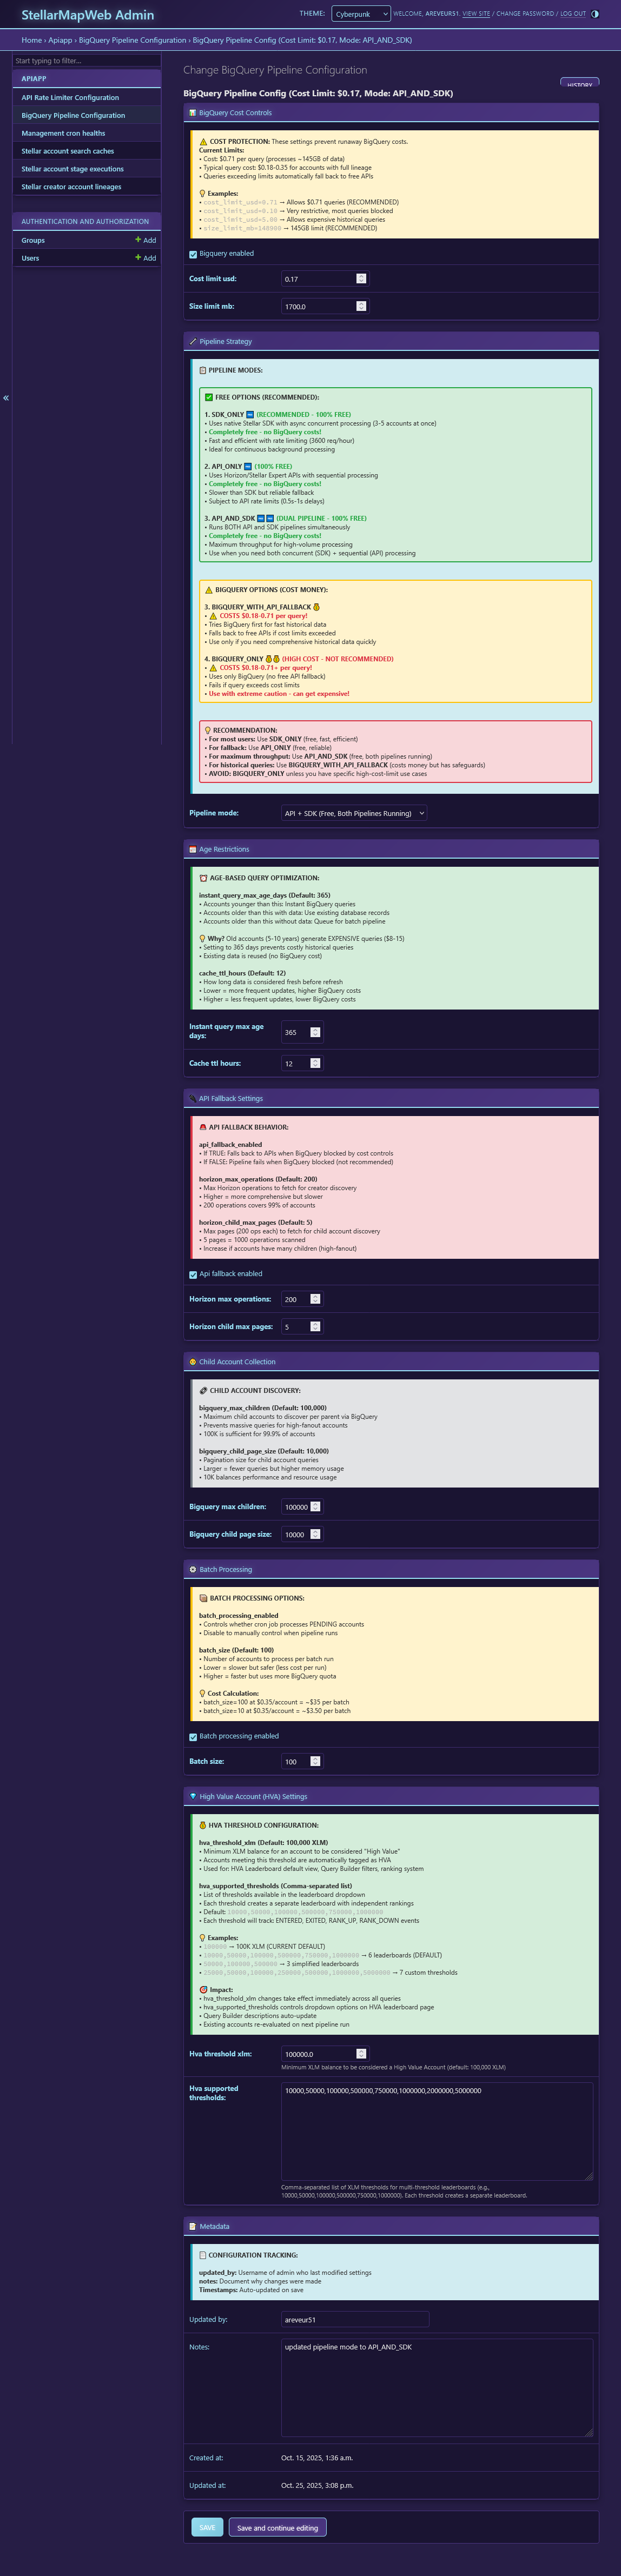 StellarMapWeb Admin
THEME: Cyberpunk WELCOME, AREVEUR51. VIEW SITE / CHANGE PASSWORD / LOG OUT
Home › Apiapp › BigQuery Pipeline Configuration › BigQuery Pipeline Config (Cost Limit: $0.17, Mode: API_AND_SDK)
Start typing to filter...
APIAPP
API Rate Limiter Configuration
BigQuery Pipeline Configuration
Management cron healths
Stellar account search caches
Stellar account stage executions
Stellar creator account lineages
AUTHENTICATION AND AUTHORIZATION
Groups + Add
Users + Add
«
Change BigQuery Pipeline Configuration
HISTORY
BigQuery Pipeline Config (Cost Limit: $0.17, Mode: API_AND_SDK)
BigQuery Cost Controls
COST PROTECTION: These settings prevent runaway BigQuery costs.
Current Limits:
• Cost: $0.71 per query (processes ~145GB of data)
• Typical query cost: $0.18-0.35 for accounts with full lineage
• Queries exceeding limits automatically fall back to free APIs
Examples:
• cost_limit_usd=0.71 → Allows $0.71 queries (RECOMMENDED)
• cost_limit_usd=0.10 → Very restrictive, most queries blocked
• cost_limit_usd=5.00 → Allows expensive historical queries
• size_limit_mb=148900 → 145GB limit (RECOMMENDED)
Bigquery enabled
Cost limit usd: 0.17
Size limit mb: 1700.0
Pipeline Strategy
PIPELINE MODES:
FREE OPTIONS (RECOMMENDED):
1. SDK_ONLY (RECOMMENDED - 100% FREE)
• Uses native Stellar SDK with async concurrent processing (3-5 accounts at once)
• Completely free - no BigQuery costs!
• Fast and efficient with rate limiting (3600 req/hour)
• Ideal for continuous background processing
2. API_ONLY (100% FREE)
• Uses Horizon/Stellar Expert APIs with sequential processing
• Completely free - no BigQuery costs!
• Slower than SDK but reliable fallback
• Subject to API rate limits (0.5s-1s delays)
3. API_AND_SDK (DUAL PIPELINE - 100% FREE)
• Runs BOTH API and SDK pipelines simultaneously
• Completely free - no BigQuery costs!
• Maximum throughput for high-volume processing
• Use when you need both concurrent (SDK) + sequential (API) processing
BIGQUERY OPTIONS (COST MONEY):
3. BIGQUERY_WITH_API_FALLBACK
• COSTS $0.18-0.71 per query!
• Tries BigQuery first for fast historical data
• Falls back to free APIs if cost limits exceeded
• Use only if you need comprehensive historical data quickly
4. BIGQUERY_ONLY (HIGH COST - NOT RECOMMENDED)
• COSTS $0.18-0.71+ per query!
• Uses only BigQuery (no free API fallback)
• Fails if query exceeds cost limits
• Use with extreme caution - can get expensive!
RECOMMENDATION:
• For most users: Use SDK_ONLY (free, fast, efficient)
• For fallback: Use API_ONLY (free, reliable)
• For maximum throughput: Use API_AND_SDK (free, both pipelines running)
• For historical queries: Use BIGQUERY_WITH_API_FALLBACK (costs money but has safeguards)
• AVOID: BIGQUERY_ONLY unless you have specific high-cost-limit use cases
Pipeline mode: API + SDK (Free, Both Pipelines Running)
Age Restrictions
AGE-BASED QUERY OPTIMIZATION:
instant_query_max_age_days (Default: 365)
• Accounts younger than this: Instant BigQuery queries
• Accounts older than this with data: Use existing database records
• Accounts older than this without data: Queue for batch pipeline
Why? Old accounts (5-10 years) generate EXPENSIVE queries ($8-15)
• Setting to 365 days prevents costly historical queries
• Existing data is reused (no BigQuery cost)
cache_ttl_hours (Default: 12)
• How long data is considered fresh before refresh
• Lower = more frequent updates, higher BigQuery costs
• Higher = less frequent updates, lower BigQuery costs
Instant query max age days: 365
Cache ttl hours: 12
API Fallback Settings
API FALLBACK BEHAVIOR:
api_fallback_enabled
• If TRUE: Falls back to APIs when BigQuery blocked by cost controls
• If FALSE: Pipeline fails when BigQuery blocked (not recommended)
horizon_max_operations (Default: 200)
• Max Horizon operations to fetch for creator discovery
• Higher = more comprehensive but slower
• 200 operations covers 99% of accounts
horizon_child_max_pages (Default: 5)
• Max pages (200 ops each) to fetch for child account discovery
• 5 pages = 1000 operations scanned
• Increase if accounts have many children (high-fanout)
Api fallback enabled
Horizon max operations: 200
Horizon child max pages: 5
Child Account Collection
CHILD ACCOUNT DISCOVERY:
bigquery_max_children (Default: 100,000)
• Maximum child accounts to discover per parent via BigQuery
• Prevents massive queries for high-fanout accounts
• 100K is sufficient for 99.9% of accounts
bigquery_child_page_size (Default: 10,000)
• Pagination size for child account queries
• Larger = fewer queries but higher memory usage
• 10K balances performance and resource usage
Bigquery max children: 100000
Bigquery child page size: 10000
Batch Processing
BATCH PROCESSING OPTIONS:
batch_processing_enabled
• Controls whether cron job processes PENDING accounts
• Disable to manually control when pipeline runs
batch_size (Default: 100)
• Number of accounts to process per batch run
• Lower = slower but safer (less cost per run)
• Higher = faster but uses more BigQuery quota
Cost Calculation:
• batch_size=100 at $0.35/account = ~$35 per batch
• batch_size=10 at $0.35/account = ~$3.50 per batch
Batch processing enabled
Batch size: 100
High Value Account (HVA) Settings
HVA THRESHOLD CONFIGURATION:
hva_threshold_xlm (Default: 100,000 XLM)
• Minimum XLM balance for an account to be considered "High Value"
• Accounts meeting this threshold are automatically tagged as HVA
• Used for: HVA Leaderboard default view, Query Builder filters, ranking system
hva_supported_thresholds (Comma-separated list)
• List of thresholds available in the leaderboard dropdown
• Each threshold creates a separate leaderboard with independent rankings
• Default: 10000,50000,100000,500000,750000,1000000
• Each threshold will track: ENTERED, EXITED, RANK_UP, RANK_DOWN events
Examples:
• 100000 → 100K XLM (CURRENT DEFAULT)
• 10000,50000,100000,500000,750000,1000000 → 6 leaderboards (DEFAULT)
• 50000,100000,500000 → 3 simplified leaderboards
• 25000,50000,100000,250000,500000,1000000,5000000 → 7 custom thresholds
Impact:
• hva_threshold_xlm changes take effect immediately across all queries
• hva_supported_thresholds controls dropdown options on HVA leaderboard page
• Query Builder descriptions auto-update
• Existing accounts re-evaluated on next pipeline run
Hva threshold xlm: 100000.0
Minimum XLM balance to be considered a High Value Account (default: 100,000 XLM)
Hva supported thresholds: 10000,50000,100000,500000,750000,1000000,2000000,5000000
Comma-separated list of XLM thresholds for multi-threshold leaderboards (e.g.,
10000,50000,100000,500000,750000,1000000). Each threshold creates a separate leaderboard.
Metadata
CONFIGURATION TRACKING:
updated_by: Username of admin who last modified settings
notes: Document why changes were made
Timestamps: Auto-updated on save
Updated by: areveur51
Notes: updated pipeline mode to API_AND_SDK
Created at: Oct. 15, 2025, 1:36 a.m.
Updated at: Oct. 25, 2025, 3:08 p.m.
SAVE Save and continue editing